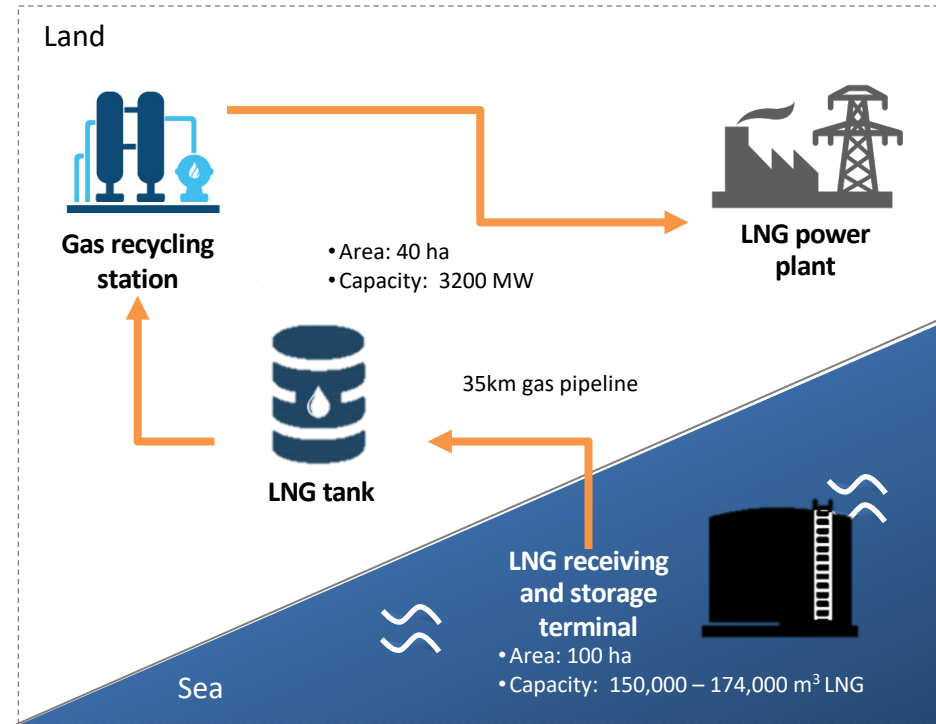 Land
Gas recycling
station
LNG power
plant
•Area: 40 ha
•Capacity:  3200 MW
35km gas pipeline
LNG tank
LNG receiving
and storage
terminal
•Area: 100 ha
•Capacity:  150,000 – 174,000 m³ LNG
Sea